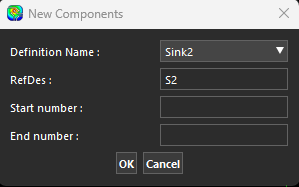 New Components
Definition Name : Sink2
RefDes : S2
Start number :
End number :
OK Cancel